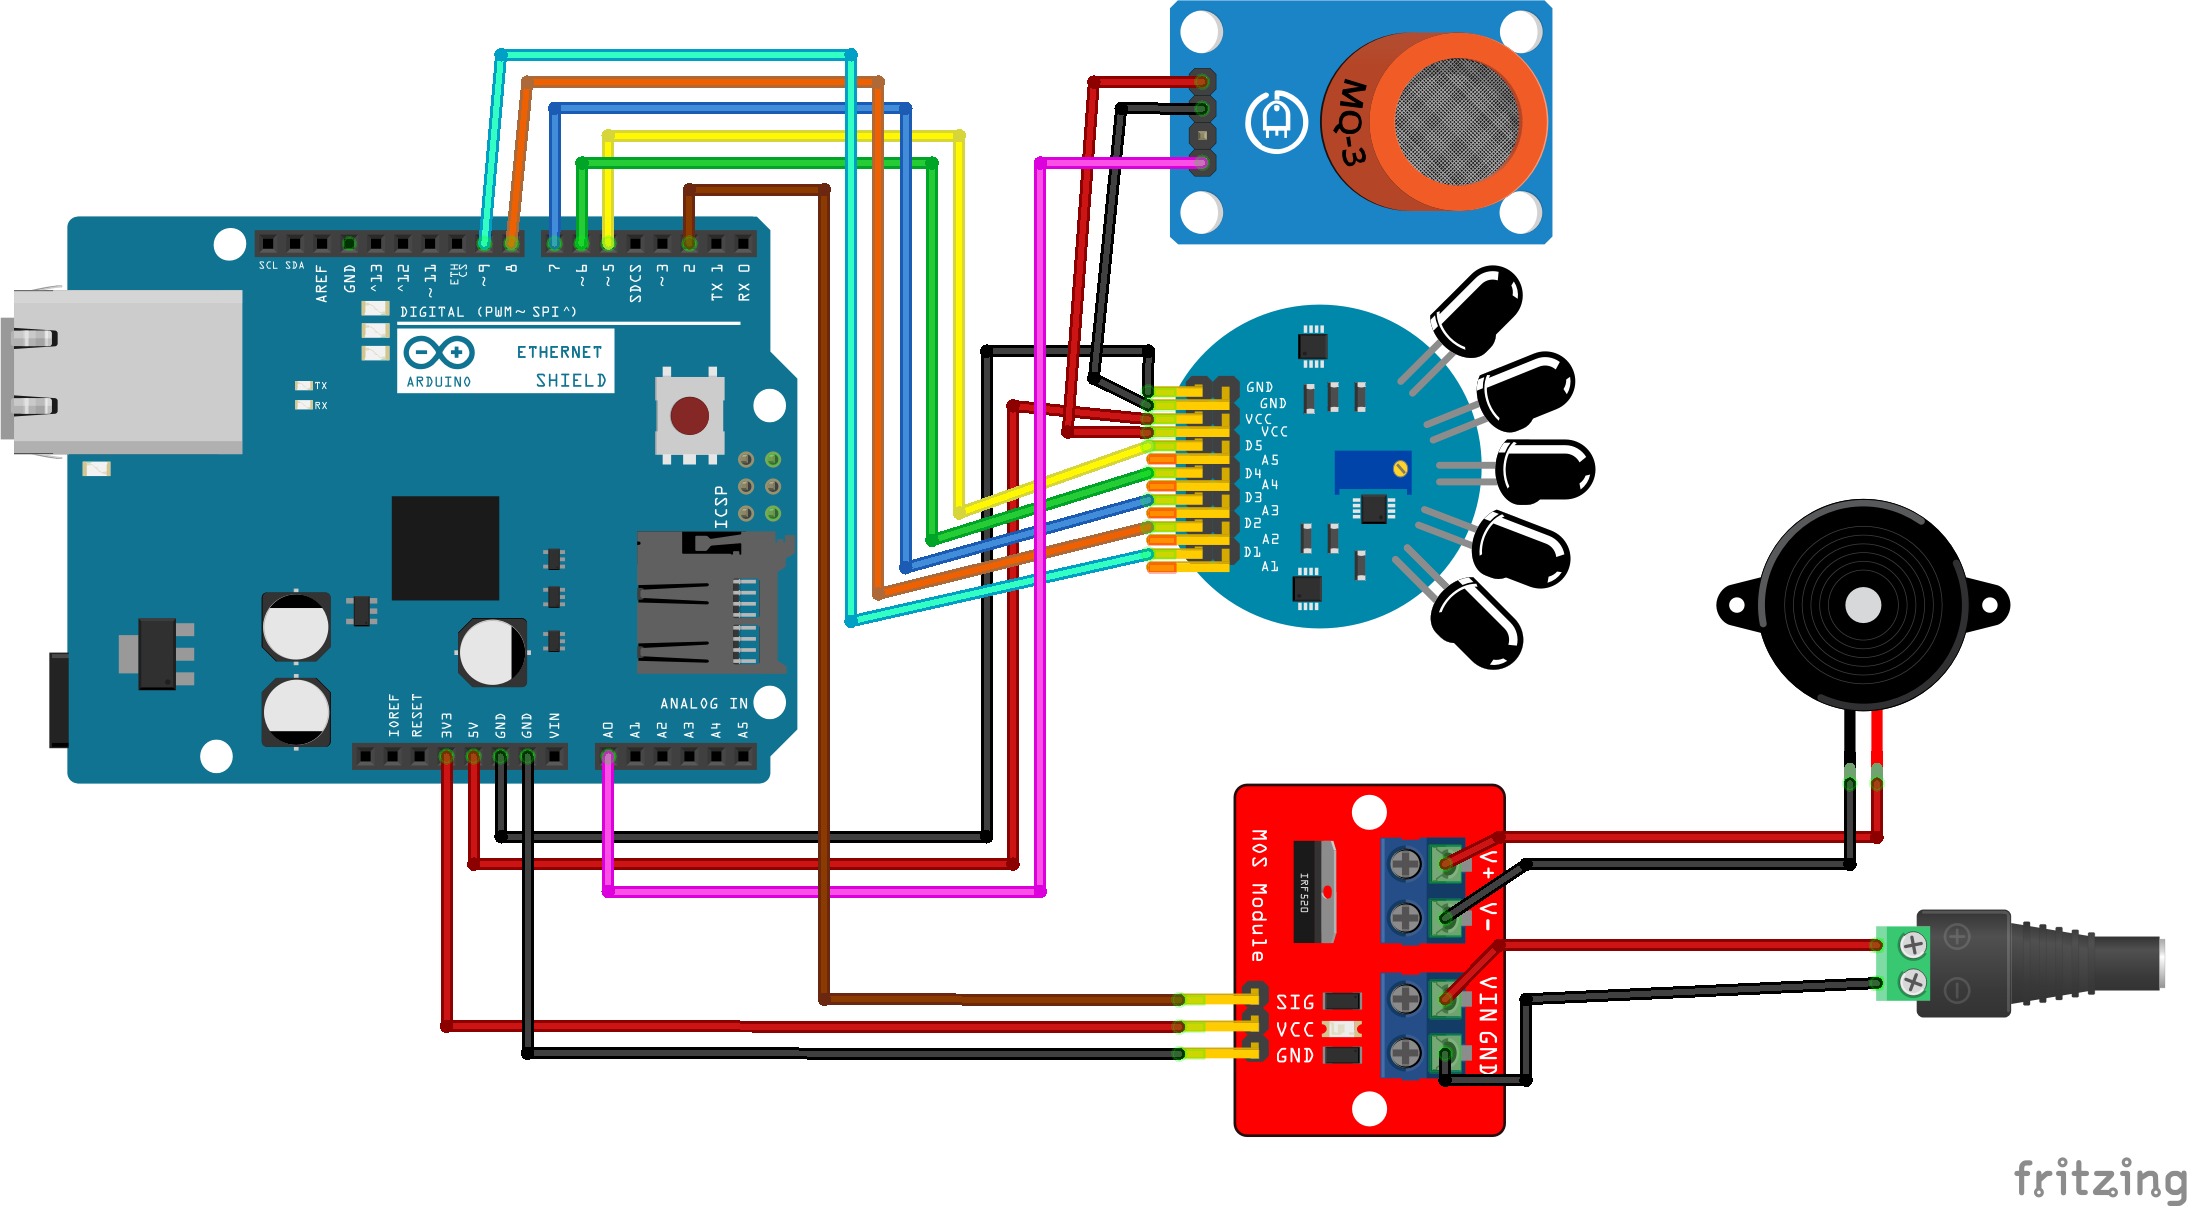 MQ-3
SCL SDA
AREF
GND
^13
^12
~11
ETH CS
~9
8
7
~6
~5
SDCS
~3
2
TX 1
RX 0
DIGITAL (PWM~ SPI^)
ETHERNET
SHIELD
ARDUINO
TX
RX
ICSP
GND
GND
VCC
VCC
D5
A5
D4
A4
D3
A3
D2
A2
D1
A1
ANALOG IN
IOREF
RESET
3V3
5V
GND
GND
VIN
A0
A1
A2
A3
A4
A5
MOS Module
IRF520
V+
V-
VIN
GND
SIG
VCC
GND
fritzing